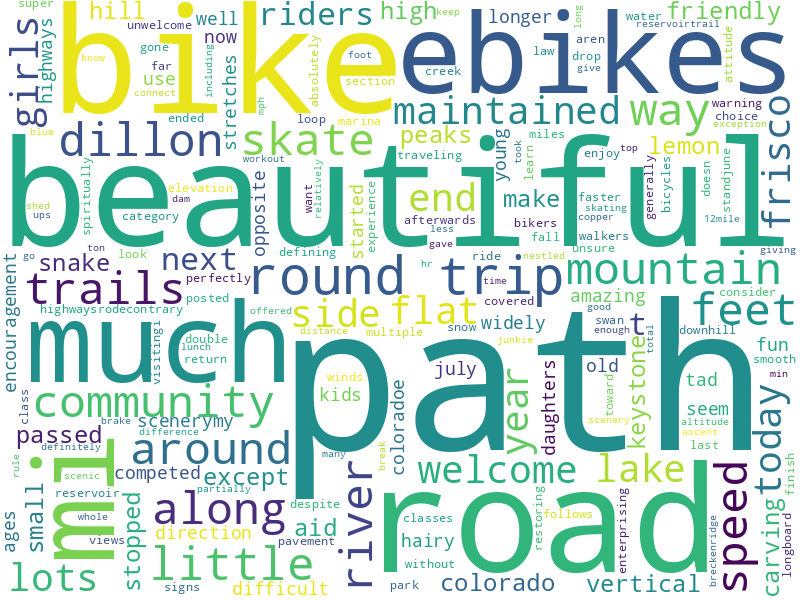 super
hill
bike
ebikes
riders
high
longer
friendly
keep
water
reservoirtrail
long
girls
highways
unwelcome
well
now
gone
far
use
know
connect
including
stretches
absolutely
foot
section
mph
marina
loop
creek
law
aren
drop
give
attitude
warning
choice
exception
maintained
way
dillon
skate
peaks
young
miles
took
learn
enjoy
top
lemon
frisco
blue
ended
workout
traveling
generally
bicycles
doesn
standjune
beautiful
shed
ups
spiritually
elevation
dam
category
want
relatively
opposite
started
experience
end
make
afterwards
less
gave
bikers
faster
skating
copper
fall
walkers
unsure
12mile
giving
go
ton
look
defining
ride
hr
nestled
encouragement
snake
next
perfectly
round trip
time
covered
mountain
trails
posted
offered
side
flat
amazing
good
consider
feet
highwaysrodecontrary
distance
multiple
snow
widely
swan
enough
t
total
downhill
much
path
visiting1
double
lunch
return
junkie
july
old
fun
smooth
kids
winds
coloradoe
year
daughters
toward
keystone
tad
seem
min
class
community
scenerymy
brake
difference
scenery
altitude
ascent
last
today
passed
around
definitely
many
break
rule
scenic
mi
competed
except
river
welcome
lake
finish
small
reservoir
whole
views
partially
stopped
along
aid
despite
classes
hairy
without
road
restoring
enterprising
speed
carving
longboard
ages
direction
pavement
follows
little
lots
signs
difficult
park
colorado
vertical
breckenridge